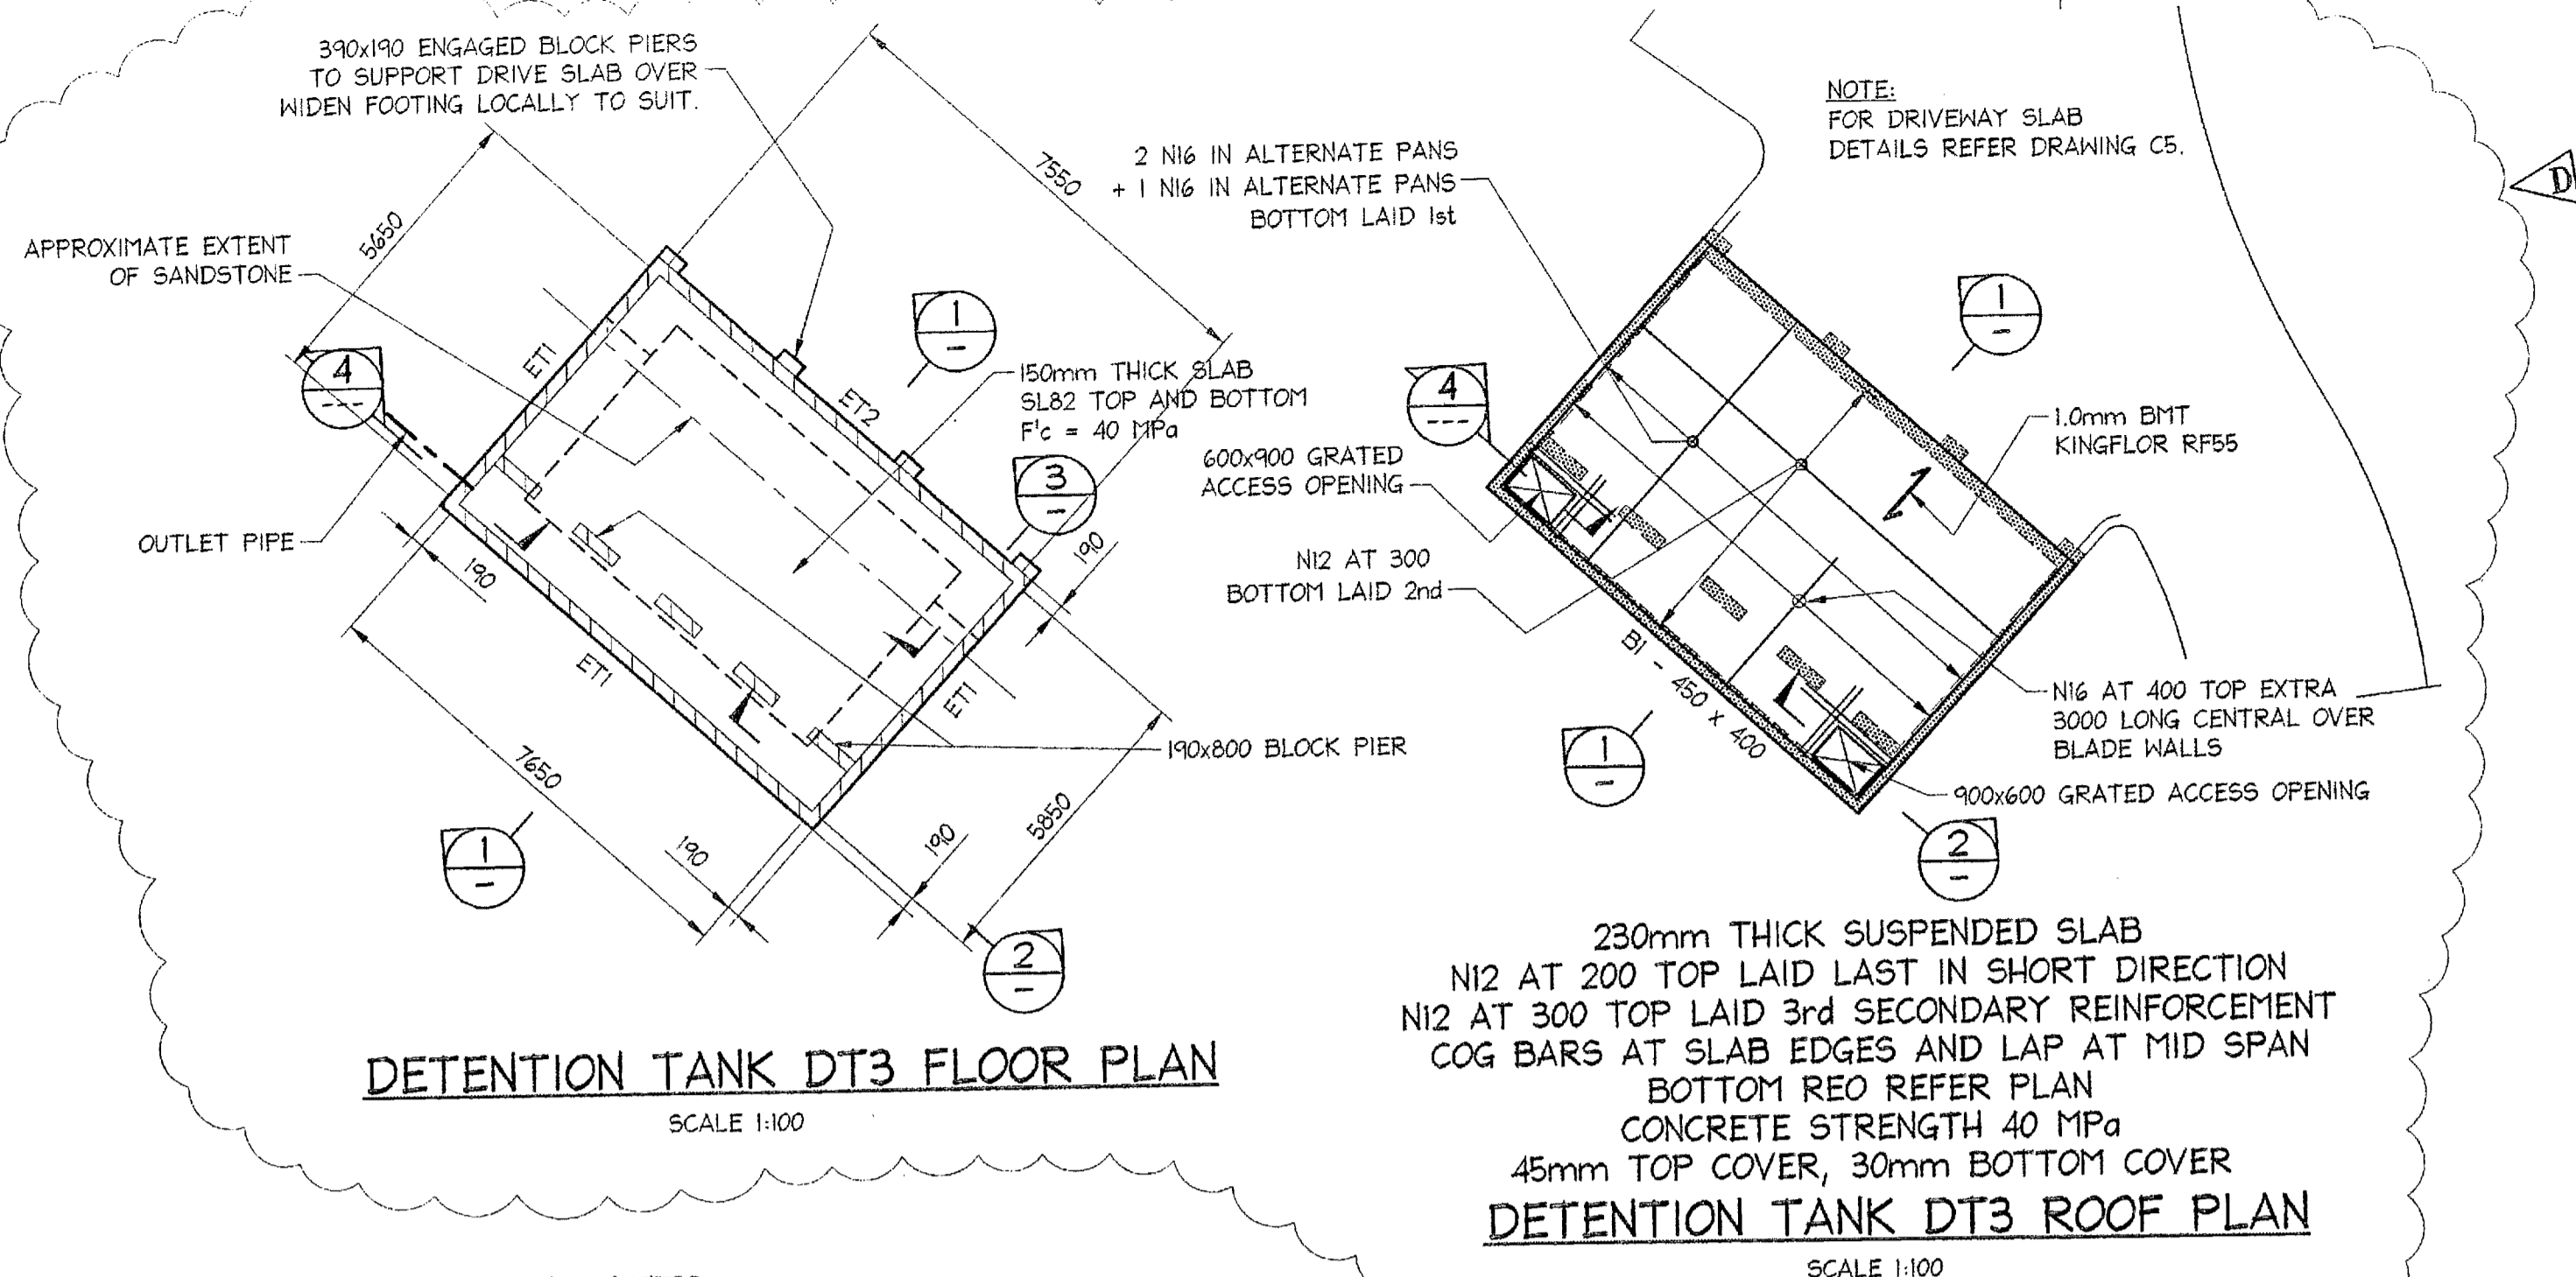 390x190 ENGAGED BLOCK PIERS
TO SUPPORT DRIVE SLAB OVER
WIDEN FOOTING LOCALLY TO SUIT.
7550
5650
APPROXIMATE EXTENT
OF SANDSTONE
ET1
4
---
1
-
ET2
150mm THICK SLAB
SL82 TOP AND BOTTOM
F'c = 40 MPa
3
-
OUTLET PIPE
190
190
ET1
ET1
190x800 BLOCK PIER
7650
5850
190
190
1
-
2
-
DETENTION TANK DT3 FLOOR PLAN
SCALE 1:100
NOTE:
FOR DRIVEWAY SLAB
DETAILS REFER DRAWING C5.
D
2 N16 IN ALTERNATE PANS
+ 1 N16 IN ALTERNATE PANS
BOTTOM LAID 1st
1
-
4
---
1.0mm BMT
KINGFLOR RF55
600x900 GRATED
ACCESS OPENING
N12 AT 300
BOTTOM LAID 2nd
B1 - 450 X 400
N16 AT 400 TOP EXTRA
3000 LONG CENTRAL OVER
BLADE WALLS
1
-
900x600 GRATED ACCESS OPENING
2
-
230mm THICK SUSPENDED SLAB
N12 AT 200 TOP LAID LAST IN SHORT DIRECTION
N12 AT 300 TOP LAID 3rd SECONDARY REINFORCEMENT
COG BARS AT SLAB EDGES AND LAP AT MID SPAN
BOTTOM REO REFER PLAN
CONCRETE STRENGTH 40 MPa
45mm TOP COVER, 30mm BOTTOM COVER
DETENTION TANK DT3 ROOF PLAN
SCALE 1:100